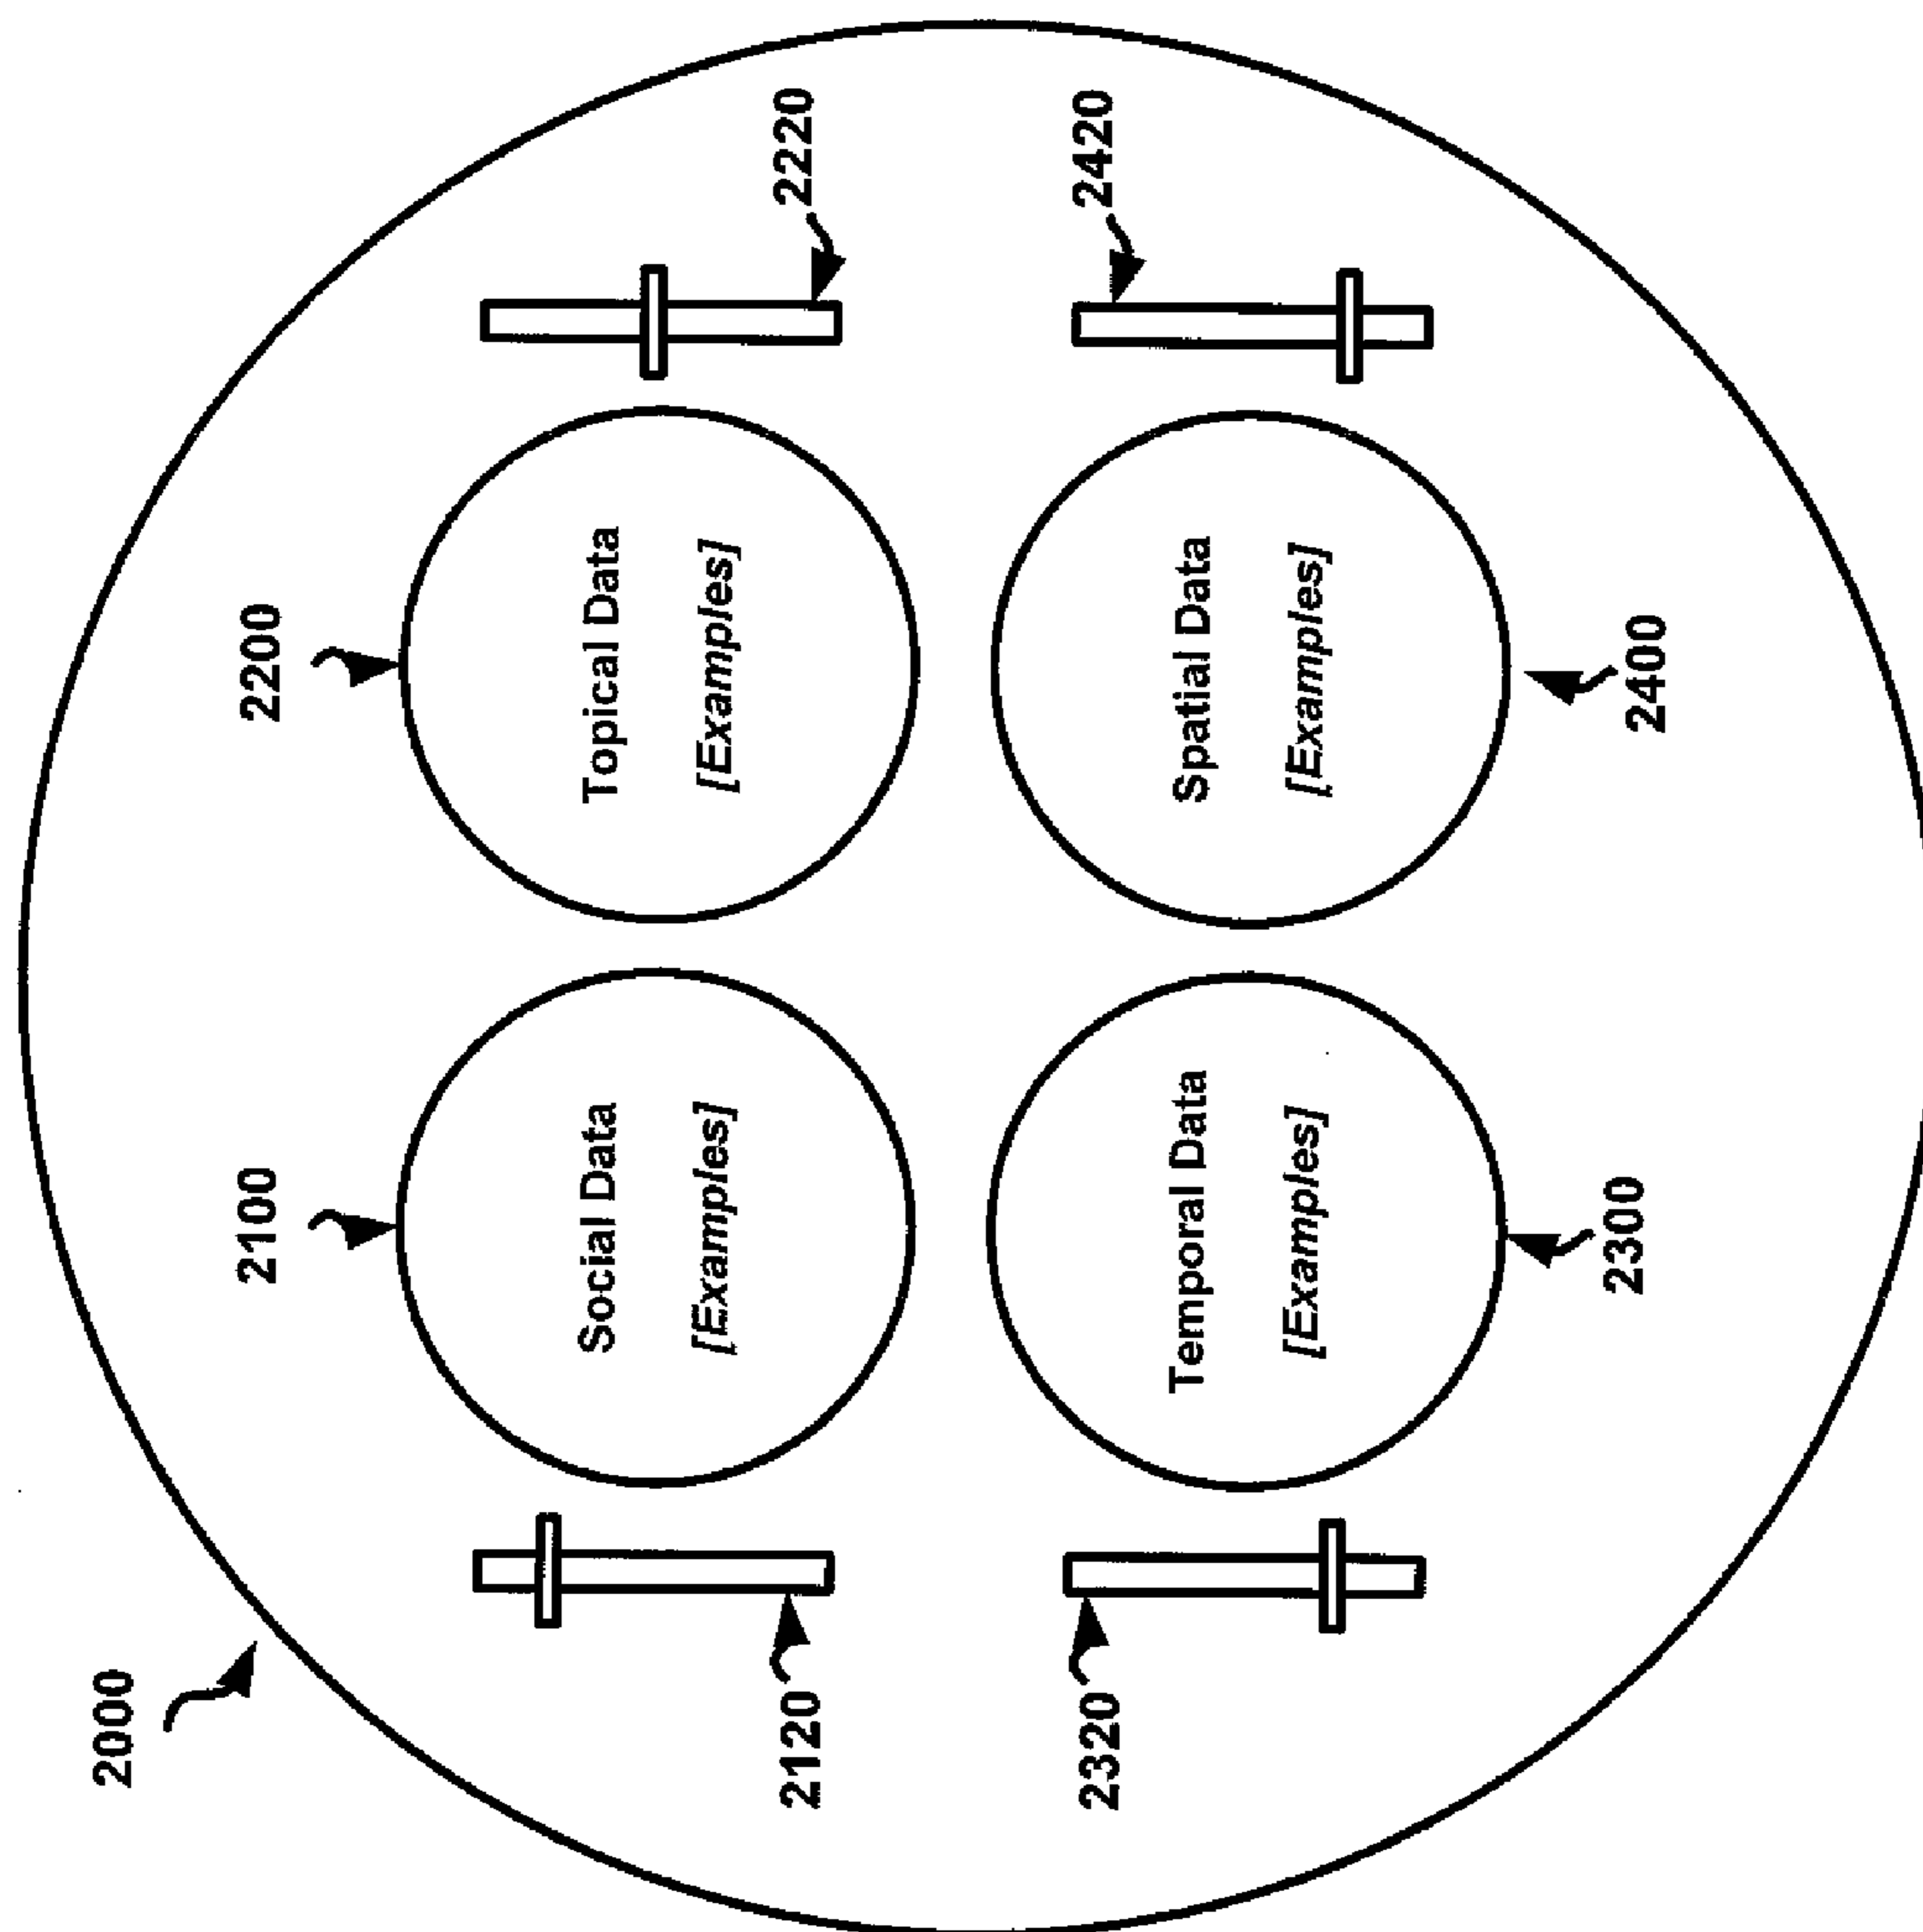 2000
2100
2200
Social Data
[Examples]
Topical Data
[Examples]
2120
2220
2320
2420
Temporal Data
[Examples]
Spatial Data
[Examples]
2300
2400